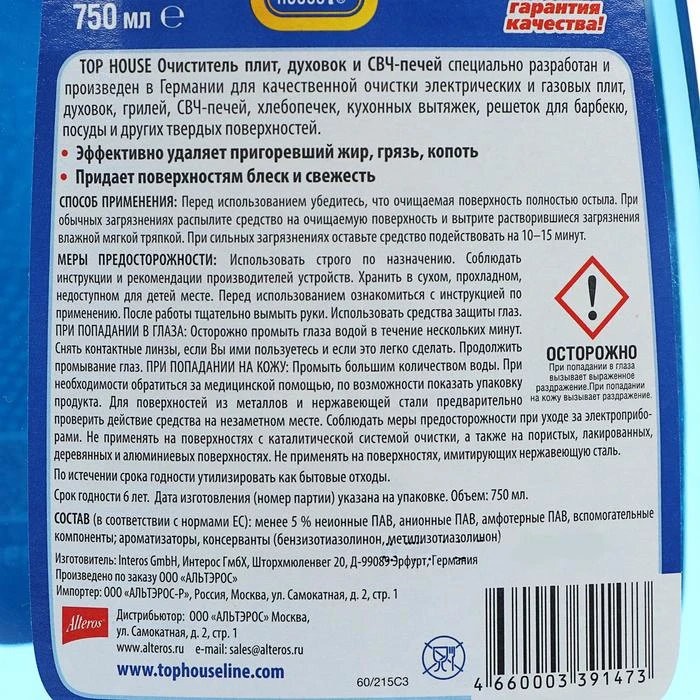 750 мл ℮
гарантия
качества!
TOP HOUSE Очиститель плит, духовок и СВЧ-печей специально разработан и
произведен в Германии для качественной очистки электрических и газовых плит,
духовок, грилей, СВЧ-печей, хлебопечек, кухонных вытяжек, решеток для барбекю,
посуды и других твердых поверхностей.
• Эффективно удаляет пригоревший жир, грязь, копоть
• Придает поверхностям блеск и свежесть
СПОСОБ ПРИМЕНЕНИЯ: Перед использованием убедитесь, что очищаемая поверхность полностью остыла. При
обычных загрязнениях распылите средство на очищаемую поверхность и вытрите растворившиеся загрязнения
влажной мягкой тряпкой. При сильных загрязнениях оставьте средство подействовать на 10–15 минут.
МЕРЫ ПРЕДОСТОРОЖНОСТИ: Использовать строго по назначению. Соблюдать
инструкции и рекомендации производителей устройств. Хранить в сухом, прохладном,
недоступном для детей месте. Перед использованием ознакомиться с инструкцией по
применению. После работы тщательно вымыть руки. Использовать средства защиты глаз.
ПРИ ПОПАДАНИИ В ГЛАЗА: Осторожно промыть глаза водой в течение нескольких минут.
Снять контактные линзы, если Вы ими пользуетесь и если это легко сделать. Продолжить
промывание глаз. ПРИ ПОПАДАНИИ НА КОЖУ: Промыть большим количеством воды. При
необходимости обратиться за медицинской помощью, по возможности показать упаковку
продукта. Для поверхностей из металлов и нержавеющей стали предварительно
проверить действие средства на незаметном месте. Соблюдать меры предосторожности при уходе за электроприбо-
рами. Не применять на поверхностях с каталитической системой очистки, а также на пористых, лакированных,
деревянных и алюминиевых поверхностях. Не применять на поверхностях, имитирующих нержавеющую сталь.
ОСТОРОЖНО
При попадании в глаза
вызывает выраженное
раздражение. При попадании
на кожу вызывает раздражение.
По истечении срока годности утилизировать как бытовые отходы.
Срок годности 6 лет. Дата изготовления (номер партии) указана на упаковке. Объем: 750 мл.
СОСТАВ (в соответствии с нормами ЕС): менее 5 % неионные ПАВ, анионные ПАВ, амфотерные ПАВ, вспомогательные
компоненты; ароматизаторы, консерванты (бензизотиазолинон, метилизотиазолинон)
Изготовитель: Interos GmbH, Интерос ГмбХ, Шторхмюленвег 20, Д-99089 Эрфурт, Германия
Произведено по заказу ООО «АЛЬТЭРОС»
Импортер: ООО «АЛЬТЭРОС-Р», Россия, Москва, ул. Самокатная, д. 2, стр. 1
Alteros
Дистрибьютор: ООО «АЛЬТЭРОС» Москва,
ул. Самокатная, д. 2, стр. 1
www.alteros.ru e-mail: sales@alteros.ru
www.tophouseline.com
60/215C3
4 660003 391473